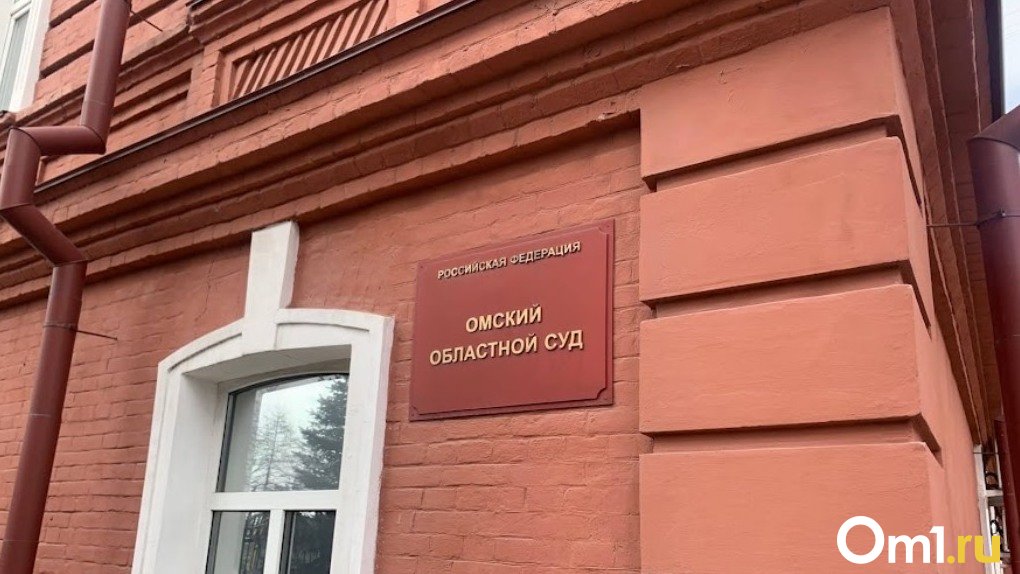 РОССИЙСКАЯ ФЕДЕРАЦИЯ
ОМСКИЙ
ОБЛАСТНОЙ СУД
Om1.ru